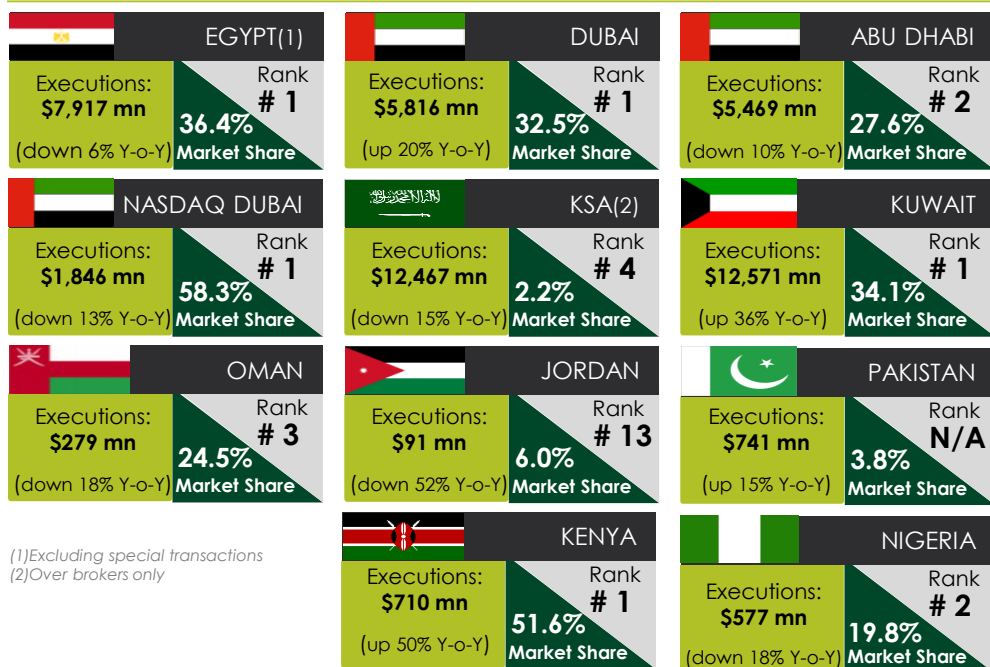 EGYPT(1)
Executions:
$7,917 mn
(down 6% Y-o-Y)
36.4%
Market Share
Rank
# 1
DUBAI
Executions:
$5,816 mn
(up 20% Y-o-Y)
32.5%
Market Share
Rank
# 1
ABU DHABI
Executions:
$5,469 mn
(down 10% Y-o-Y)
27.6%
Market Share
Rank
# 2
NASDAQ DUBAI
Executions:
$1,846 mn
(down 13% Y-o-Y)
58.3%
Market Share
Rank
# 1
KSA(2)
Executions:
$12,467 mn
(down 15% Y-o-Y)
2.2%
Market Share
Rank
# 4
KUWAIT
Executions:
$12,571 mn
(up 36% Y-o-Y)
34.1%
Market Share
Rank
# 1
OMAN
Executions:
$279 mn
(down 18% Y-o-Y)
24.5%
Market Share
Rank
# 3
JORDAN
Executions:
$91 mn
(down 52% Y-o-Y)
6.0%
Market Share
Rank
# 13
PAKISTAN
Executions:
$741 mn
(up 15% Y-o-Y)
3.8%
Market Share
Rank
N/A
(1)Excluding special transactions
(2)Over brokers only
KENYA
Executions:
$710 mn
(up 50% Y-o-Y)
51.6%
Market Share
Rank
# 1
NIGERIA
Executions:
$577 mn
(down 18% Y-o-Y)
19.8%
Market Share
Rank
# 2